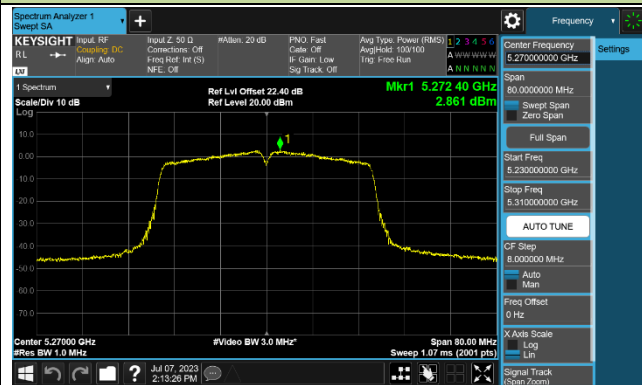 Spectrum Analyzer 1
Swept SA
Frequency
KEYSIGHT
RL
Input: RF
Coupling: DC
Align: Auto
Input Z: 50 Ω
Corrections: Off
Freq Ref: Int (S)
NFE: Off
#Atten: 20 dB
PNO: Fast
Gate: Off
IF Gain: Low
Sig Track: Off
Avg Type: Power (RMS)
Avg|Hold: 100/100
Trig: Free Run
1 2 3 4 5 6
A W W W W W
A N N N N N
LXI
1 Spectrum
Scale/Div 10 dB
Log
Ref Lvl Offset 22.40 dB
Ref Level 20.00 dBm
Mkr1 5.272 40 GHz
2.861 dBm
1
10.0
0.00
10.0
20.0
30.0
40.0
50.0
60.0
70.0
Center 5.27000 GHz
#Res BW 1.0 MHz
#Video BW 3.0 MHz*
Span 80.00 MHz
Sweep 1.07 ms (2001 pts)
Jul 07, 2023
2:13:26 PM
Center Frequency
5.270000000 GHz
Settings
Span
80.0000000 MHz
Swept Span
Zero Span
Full Span
Start Freq
5.230000000 GHz
Stop Freq
5.310000000 GHz
AUTO TUNE
CF Step
8.000000 MHz
Auto
Man
Freq Offset
0 Hz
X Axis Scale
Log
Lin
Signal Track
(Span Zoom)